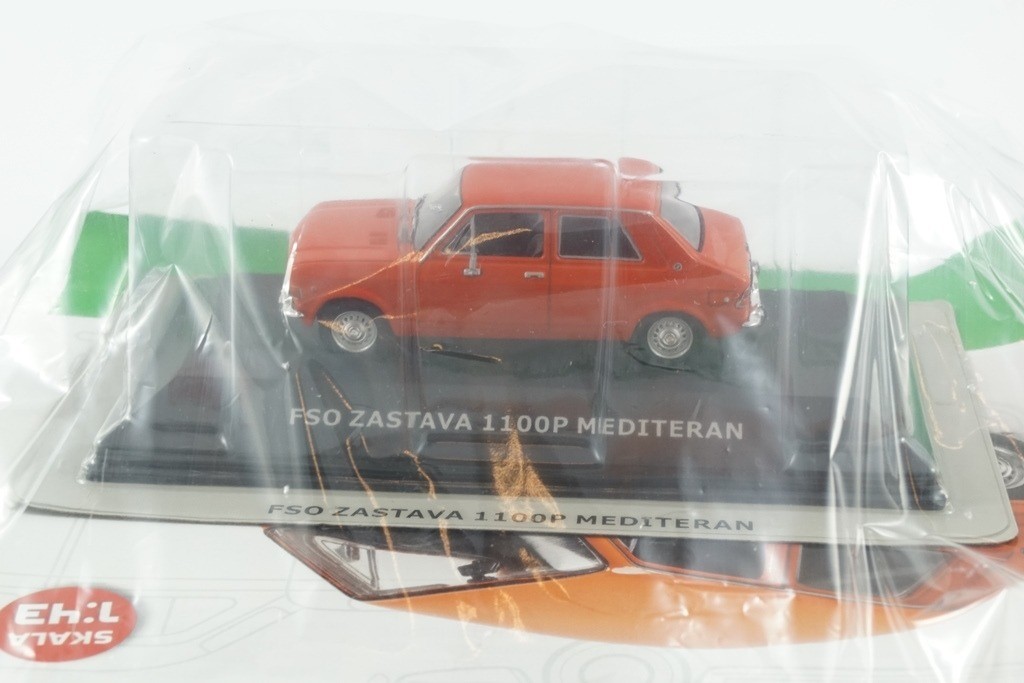 FSO ZASTAVA 1100P MEDITERAN
FSO ZASTAVA 1100P MEDITERAN
SKALA
1:43